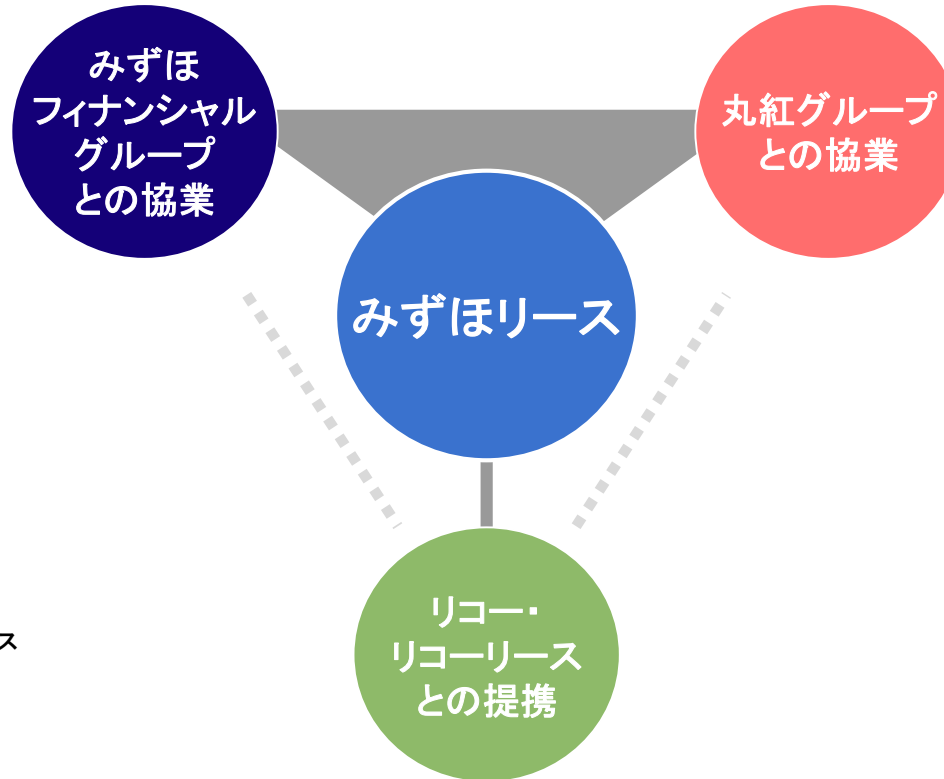 みずほ
フィナンシャル
グループ
との協業
丸紅グループ
との協業
みずほリース
リコー・
リコーリース
との提携
ス